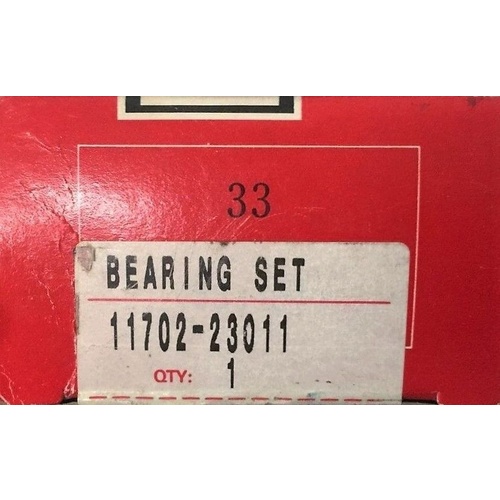 33
BEARING SET
11702-23011
QTY: 1